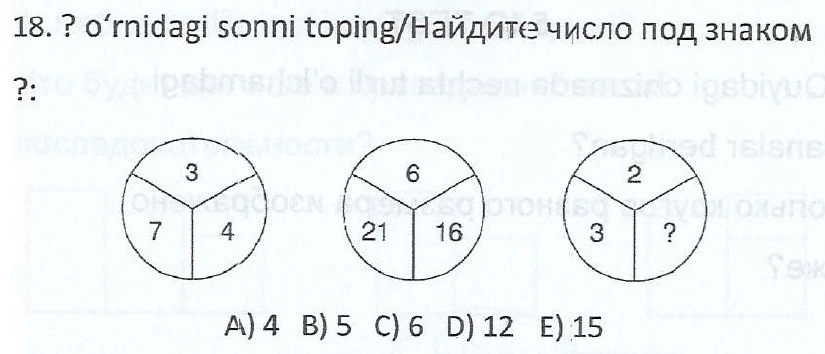 18. ? o‘rnidagi sonni toping/Найдите число под знаком
?:
3 6 2
7 4 21 16 3 ?
A) 4 B) 5 C) 6 D) 12 E) 15